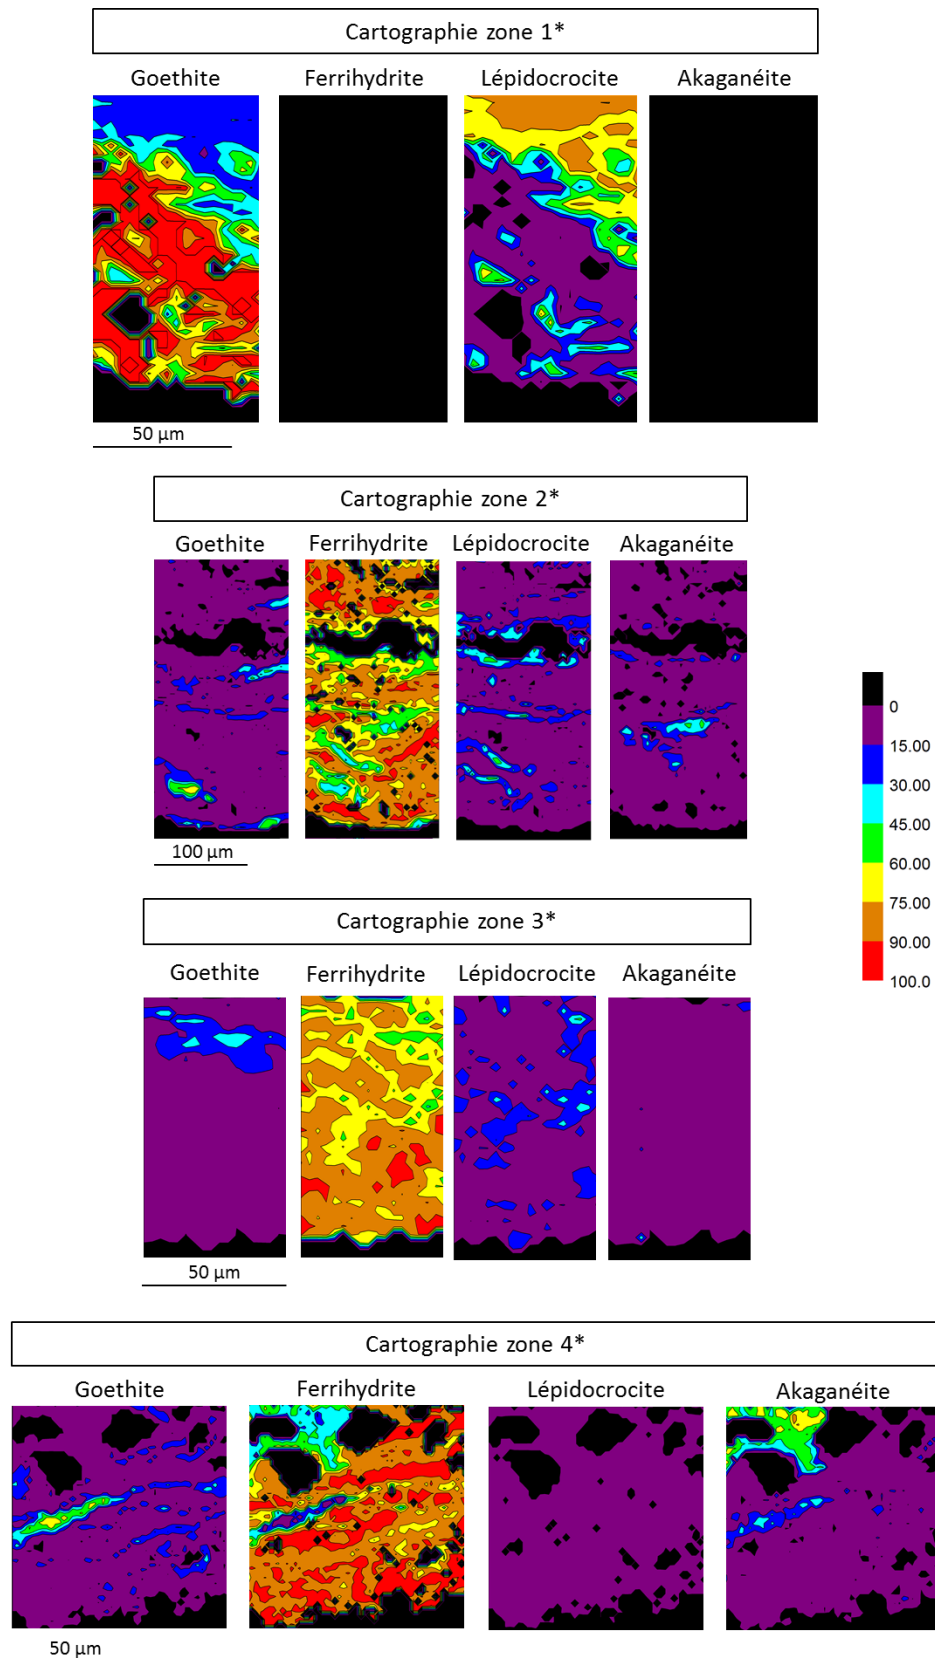 Cartographie zone 1*
Goethite Ferrihydrite Lépidocrocite Akaganéite
50 µm
Cartographie zone 2*
Goethite Ferrihydrite Lépidocrocite Akaganéite
100 µm
0
15.00
30.00
45.00
60.00
75.00
90.00
100.0
Cartographie zone 3*
Goethite Ferrihydrite Lépidocrocite Akaganéite
50 µm
Cartographie zone 4*
Goethite Ferrihydrite Lépidocrocite Akaganéite
50 µm